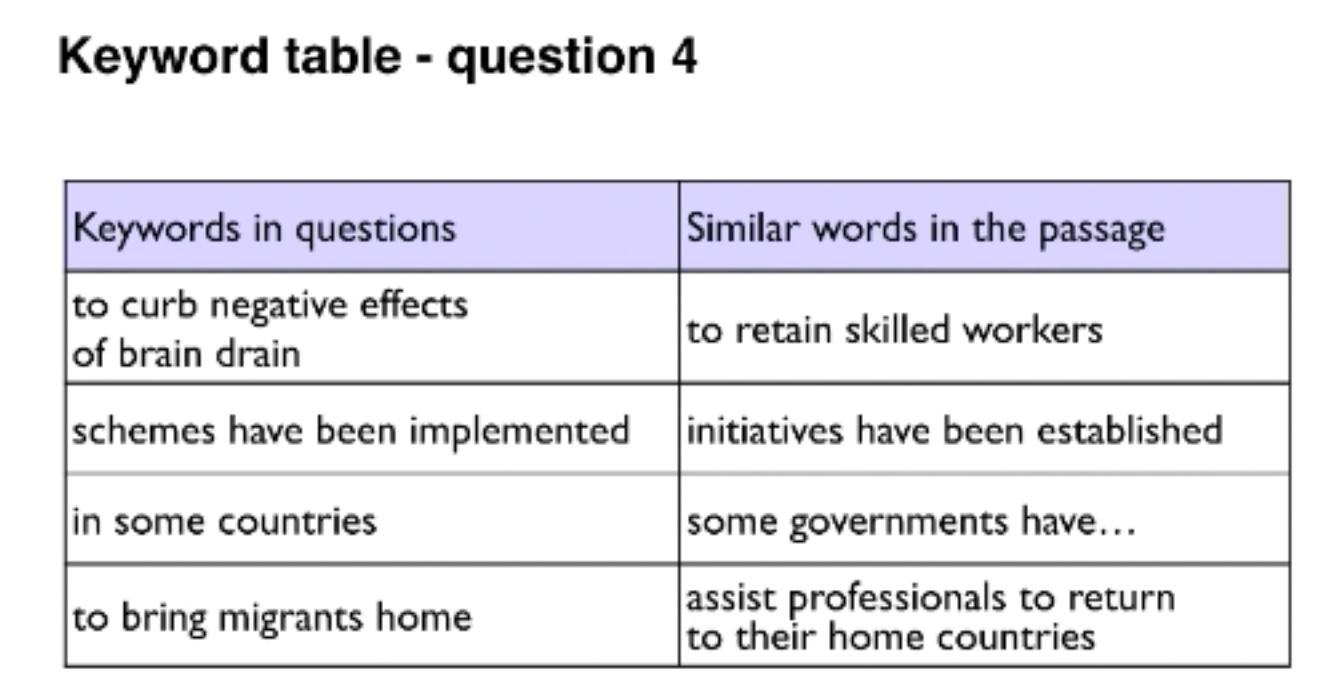 Keyword table - question 4
Keywords in questions
Similar words in the passage
to curb negative effects
of brain drain
to retain skilled workers
schemes have been implemented
initiatives have been established
in some countries
some governments have…
to bring migrants home
assist professionals to return
to their home countries